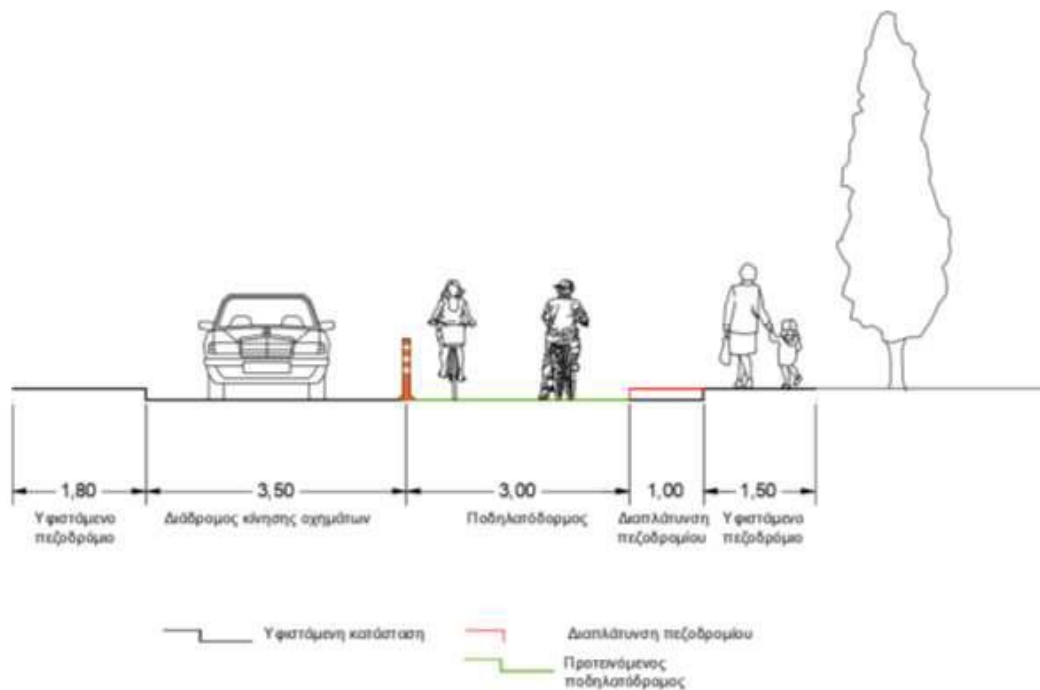 1,80 3,50 3,00 1,00 1,50
Υφιστάμενο Διάδρομος κίνησης οχημάτων Ποδηλατόδορμος Διαπλάτυνση Υφιστάμενο
πεζοδρόμιο πεζοδρομίου πεζοδρόμιο
Υφιστάμενη κατάσταση Διαπλάτυνση πεζοδρομίου
Προτεινόμενος
ποδηλατόδρομος